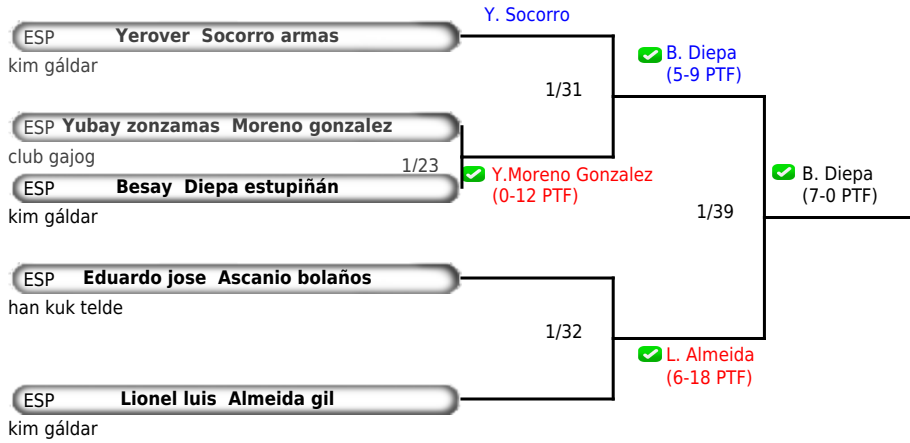 Y. Socorro
ESP Yerover Socorro armas
kim gáldar
B. Diepa
(5-9 PTF)
1/31
ESP Yubay zonzamas Moreno gonzalez
club gajog
1/23
Y.Moreno Gonzalez
(0-12 PTF)
ESP Besay Diepa estupiñán
kim gáldar
B. Diepa
(7-0 PTF)
1/39
ESP Eduardo jose Ascanio bolaños
han kuk telde
1/32
L. Almeida
(6-18 PTF)
ESP Lionel luis Almeida gil
kim gáldar